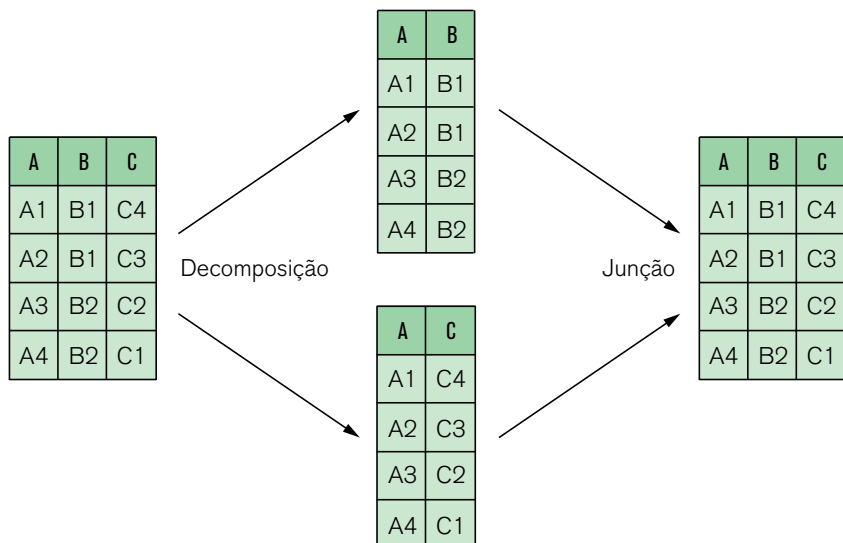 A B C
A1 B1 C4
A2 B1 C3
A3 B2 C2
A4 B2 C1
Decomposição
A B
A1 B1
A2 B1
A3 B2
A4 B2
A C
A1 C4
A2 C3
A3 C2
A4 C1
Junção
A B C
A1 B1 C4
A2 B1 C3
A3 B2 C2
A4 B2 C1